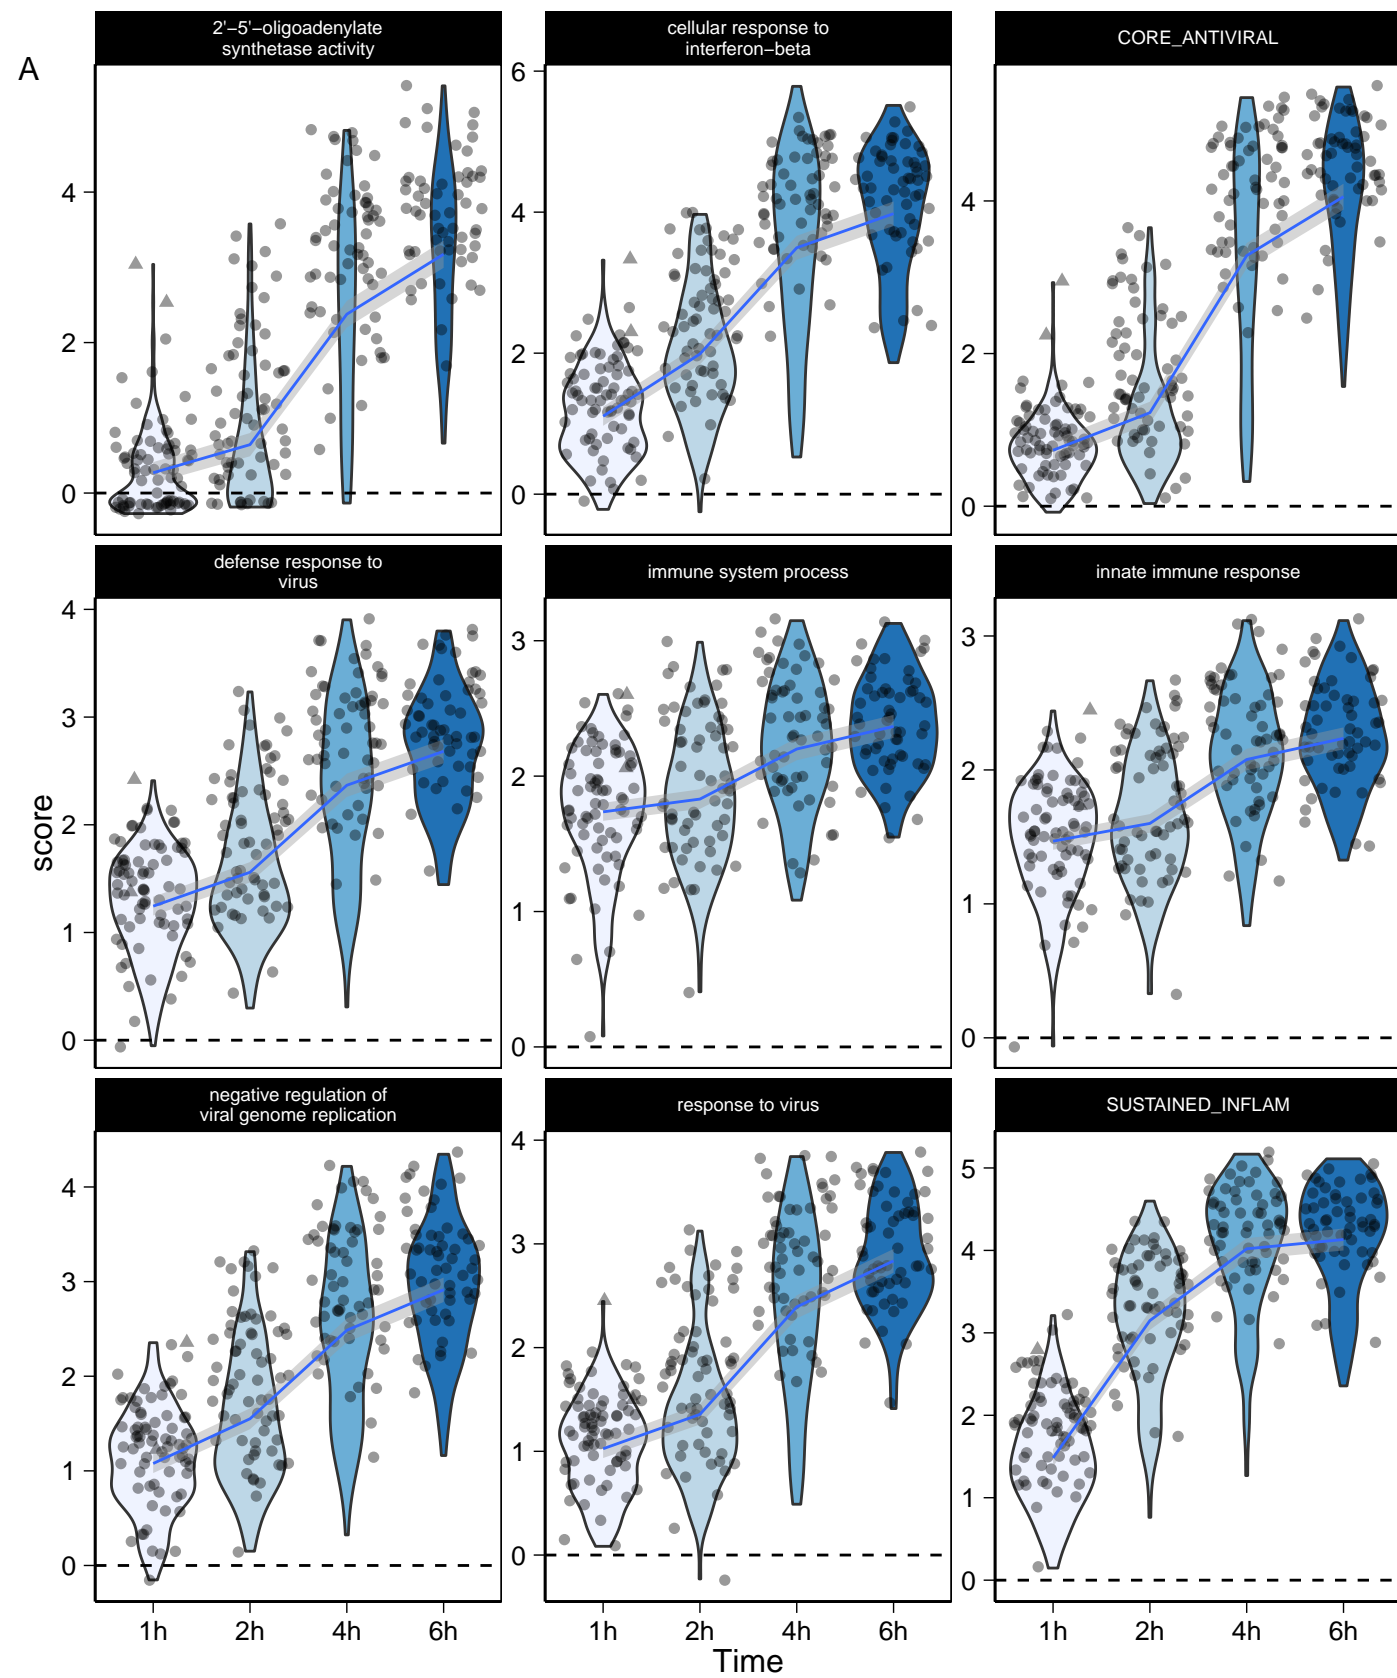 A
2'−5'−oligoadenylate
synthetase activity
cellular response to
interferon−beta
CORE_ANTIVIRAL
4
2
0
6
4
2
0
4
2
0
defense response to
virus
immune system process
innate immune response
4
3
2
1
0
3
2
1
0
3
2
1
0
score
negative regulation of
viral genome replication
response to virus
SUSTAINED_INFLAM
4
3
2
1
0
4
3
2
1
0
5
4
3
2
1
0
1h 2h 4h 6h
1h 2h 4h 6h
1h 2h 4h 6h
Time